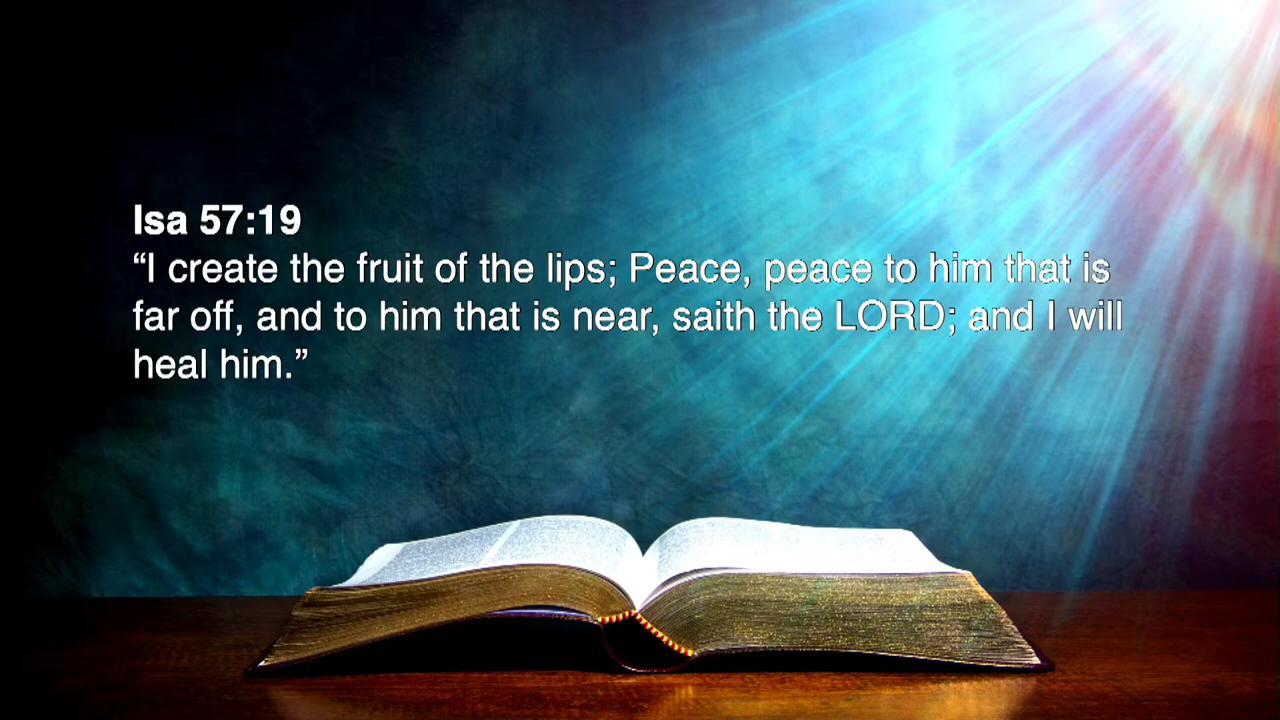 Isa 57:19
“I create the fruit of the lips; Peace, peace to him that is
far off, and to him that is near, saith the LORD; and I will
heal him.”